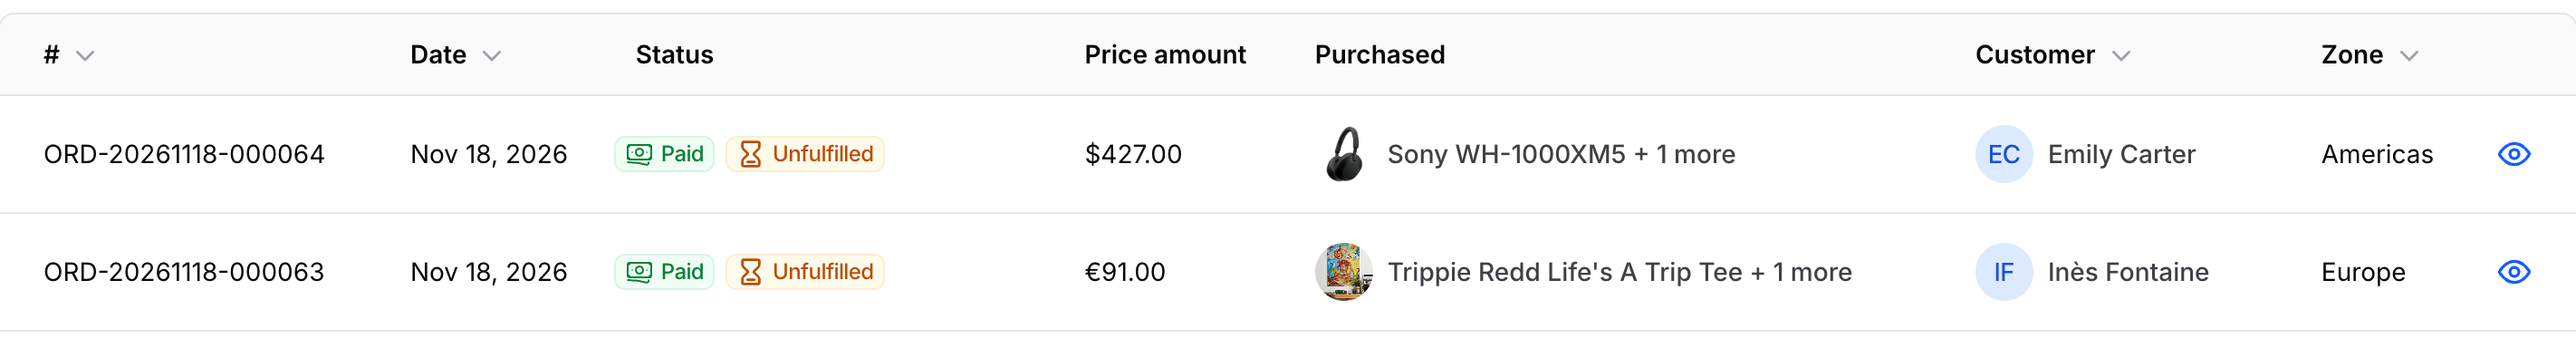 # Date Status Price amount Purchased Customer Zone
ORD-20261118-000064 Nov 18, 2026 Paid Unfulfilled $427.00 Sony WH-1000XM5 + 1 more EC Emily Carter Americas
ORD-20261118-000063 Nov 18, 2026 Paid Unfulfilled €91.00 Trippie Redd Life's A Trip Tee + 1 more IF Inès Fontaine Europe